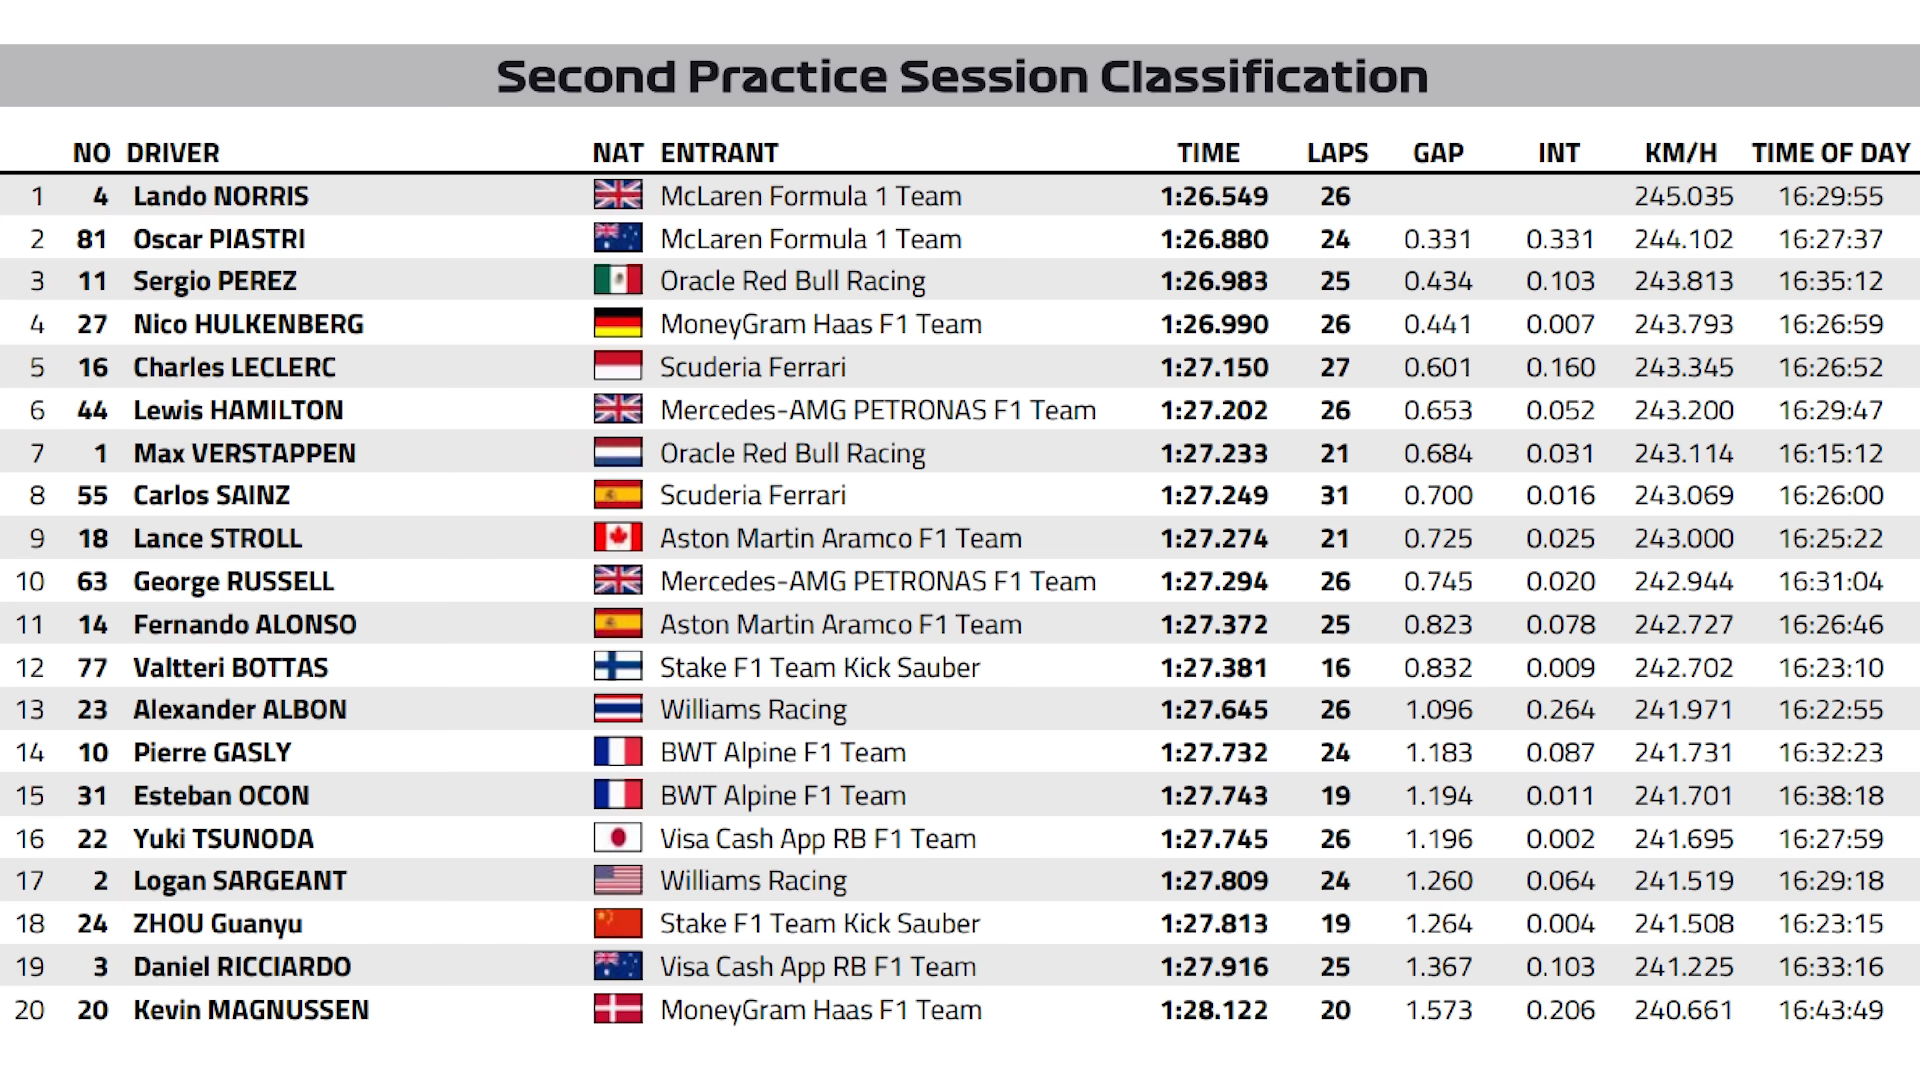 Second Practice Session Classification
NO DRIVER NAT ENTRANT TIME LAPS GAP INT KM/H TIME OF DAY
1 4 Lando NORRIS McLaren Formula 1 Team 1:26.549 26 245.035 16:29:55
2 81 Oscar PIASTRI McLaren Formula 1 Team 1:26.880 24 0.331 0.331 244.102 16:27:37
3 11 Sergio PEREZ Oracle Red Bull Racing 1:26.983 25 0.434 0.103 243.813 16:35:12
4 27 Nico HULKENBERG MoneyGram Haas F1 Team 1:26.990 26 0.441 0.007 243.793 16:26:59
5 16 Charles LECLERC Scuderia Ferrari 1:27.150 27 0.601 0.160 243.345 16:26:52
6 44 Lewis HAMILTON Mercedes-AMG PETRONAS F1 Team 1:27.202 26 0.653 0.052 243.200 16:29:47
7 1 Max VERSTAPPEN Oracle Red Bull Racing 1:27.233 21 0.684 0.031 243.114 16:15:12
8 55 Carlos SAINZ Scuderia Ferrari 1:27.249 31 0.700 0.016 243.069 16:26:00
9 18 Lance STROLL Aston Martin Aramco F1 Team 1:27.274 21 0.725 0.025 243.000 16:25:22
10 63 George RUSSELL Mercedes-AMG PETRONAS F1 Team 1:27.294 26 0.745 0.020 242.944 16:31:04
11 14 Fernando ALONSO Aston Martin Aramco F1 Team 1:27.372 25 0.823 0.078 242.727 16:26:46
12 77 Valtteri BOTTAS Stake F1 Team Kick Sauber 1:27.381 16 0.832 0.009 242.702 16:23:10
13 23 Alexander ALBON Williams Racing 1:27.645 26 1.096 0.264 241.971 16:22:55
14 10 Pierre GASLY BWT Alpine F1 Team 1:27.732 24 1.183 0.087 241.731 16:32:23
15 31 Esteban OCON BWT Alpine F1 Team 1:27.743 19 1.194 0.011 241.701 16:38:18
16 22 Yuki TSUNODA Visa Cash App RB F1 Team 1:27.745 26 1.196 0.002 241.695 16:27:59
17 2 Logan SARGEANT Williams Racing 1:27.809 24 1.260 0.064 241.519 16:29:18
18 24 ZHOU Guanyu Stake F1 Team Kick Sauber 1:27.813 19 1.264 0.004 241.508 16:23:15
19 3 Daniel RICCIARDO Visa Cash App RB F1 Team 1:27.916 25 1.367 0.103 241.225 16:33:16
20 20 Kevin MAGNUSSEN MoneyGram Haas F1 Team 1:28.122 20 1.573 0.206 240.661 16:43:49